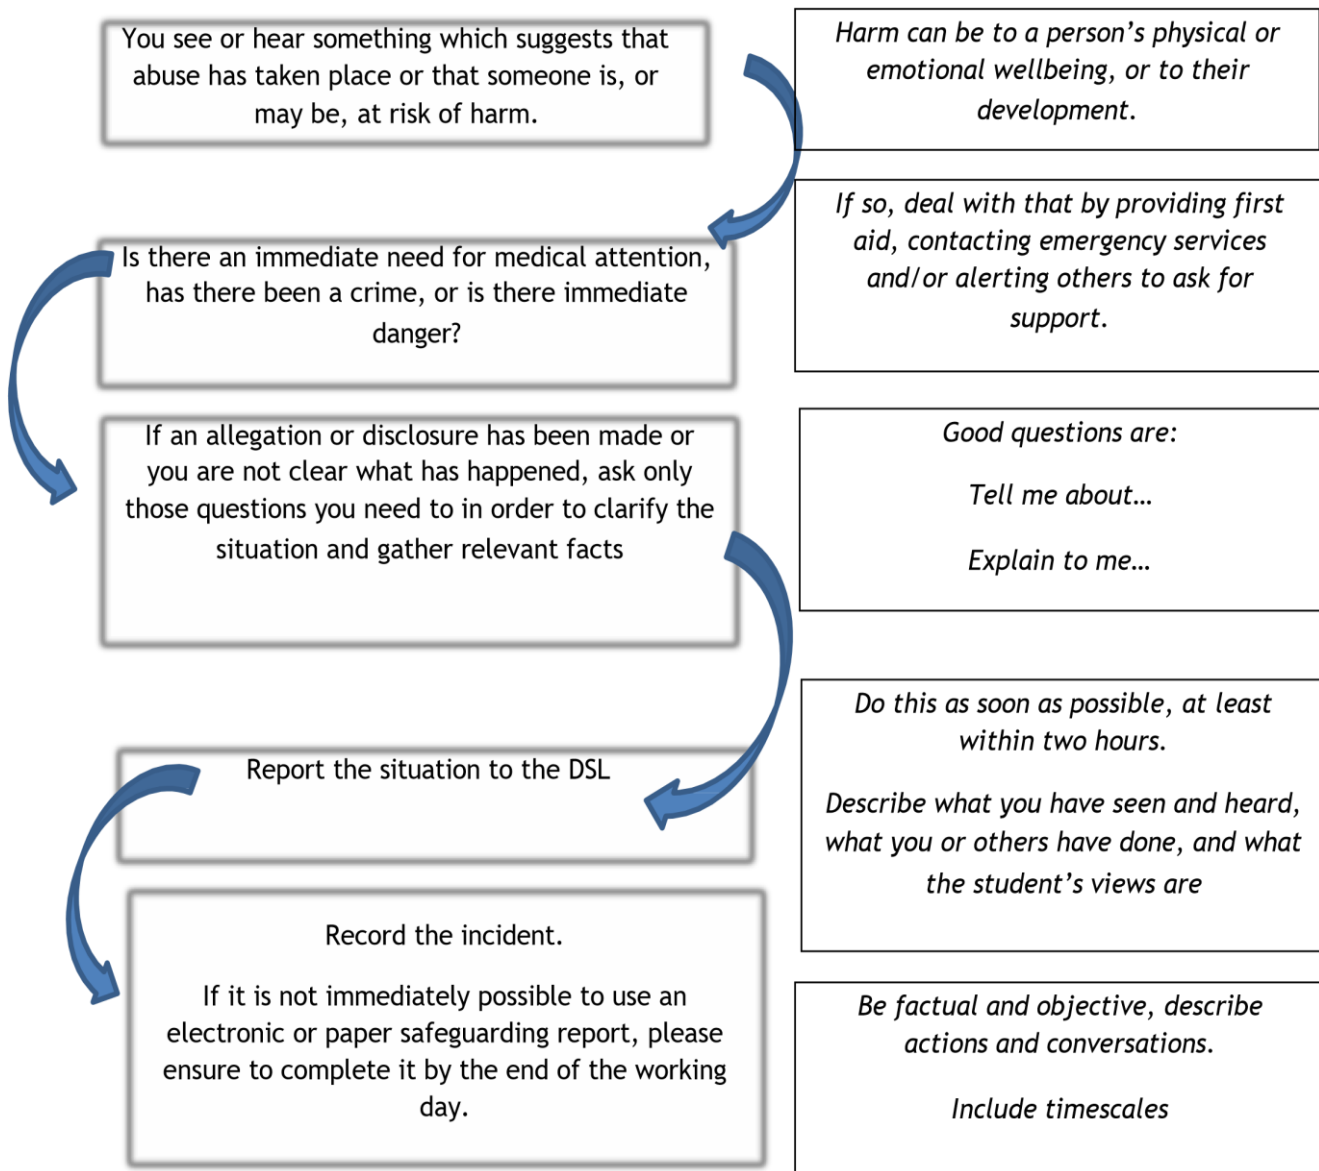 You see or hear something which suggests that
abuse has taken place or that someone is, or
may be, at risk of harm.
Harm can be to a person’s physical or
emotional wellbeing, or to their
development.
Is there an immediate need for medical attention,
has there been a crime, or is there immediate
danger?
If so, deal with that by providing first
aid, contacting emergency services
and/or alerting others to ask for
support.
If an allegation or disclosure has been made or
you are not clear what has happened, ask only
those questions you need to in order to clarify the
situation and gather relevant facts
Good questions are:
Tell me about…
Explain to me…
Report the situation to the DSL
Do this as soon as possible, at least
within two hours.
Describe what you have seen and heard,
what you or others have done, and what
the student’s views are
Record the incident.
If it is not immediately possible to use an
electronic or paper safeguarding report, please
ensure to complete it by the end of the working
day.
Be factual and objective, describe
actions and conversations.
Include timescales